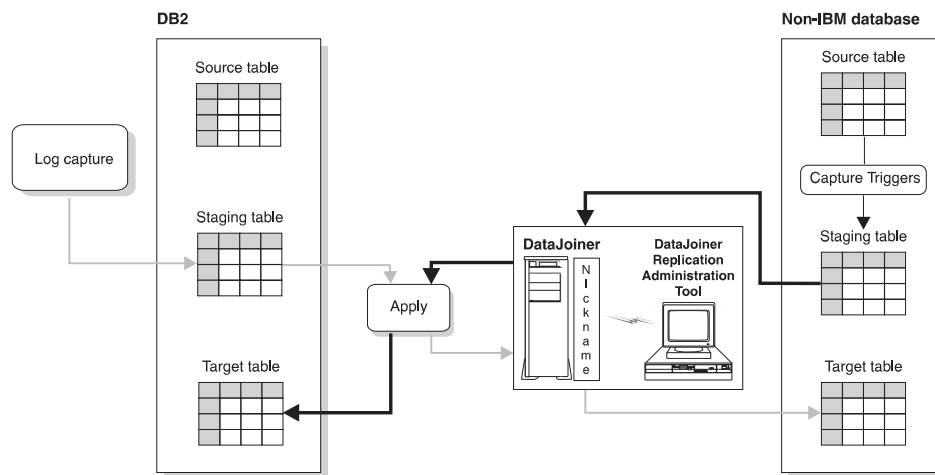 DB2
Non-IBM database
Source table
Source table
Log capture
Capture Triggers
Staging table
Staging table
DataJoiner
DataJoiner
Replication
Administration
Tool
NIckname
Apply
Target table
Target table